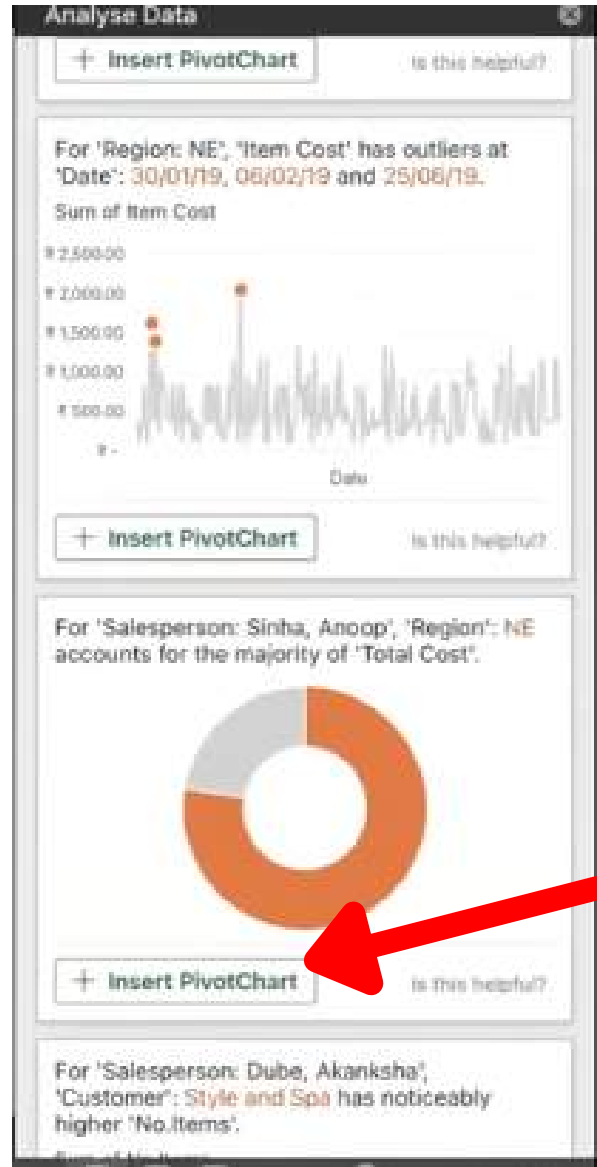 Analyse Data
+ Insert PivotChart Is this helpful?
For 'Region: NE', 'Item Cost' has outliers at
'Date': 30/01/19, 06/02/19 and 25/06/19.
Sum of Item Cost
₹ 2,500.00
₹ 2,000.00
₹ 1,500.00
₹ 1,000.00
₹ 500.00
₹ -
Date
+ Insert PivotChart Is this helpful?
For 'Salesperson: Sinha, Anoop', 'Region': NE
accounts for the majority of 'Total Cost'.
+ Insert PivotChart Is this helpful?
For 'Salesperson: Dube, Akanksha',
'Customer': Style and Spa has noticeably
higher 'No.Items'.